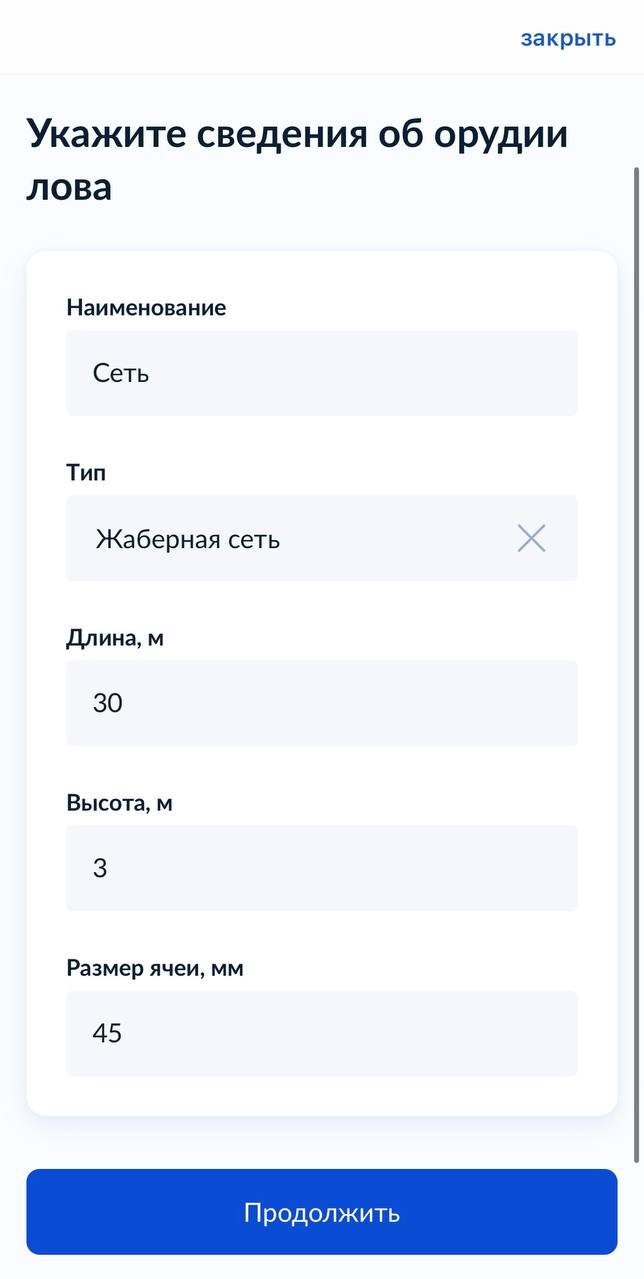 закрыть
Укажите сведения об орудии
лова
Наименование
Сеть
Тип
Жаберная сеть
Длина, м
30
Высота, м
3
Размер ячеи, мм
45
Продолжить